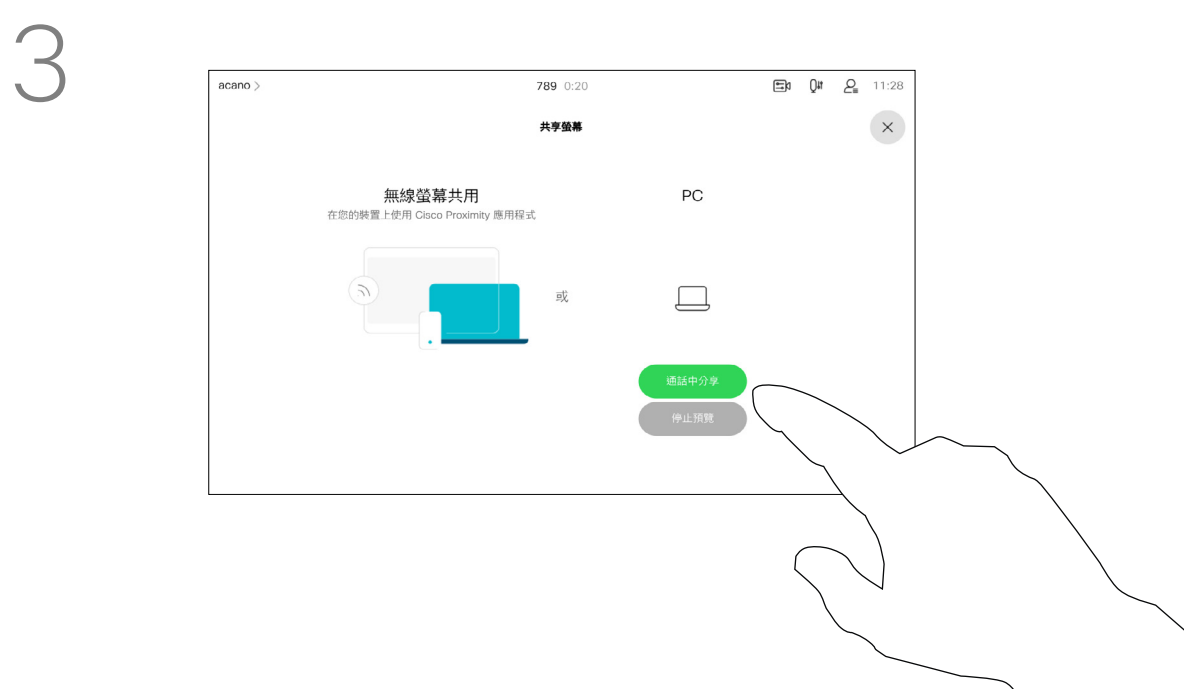 3
acano >
789 0:20
11:28
共享螢幕
無線螢幕共用
在您的裝置上使用 Cisco Proximity 應用程式
PC
或
通話中分享
停止預覽